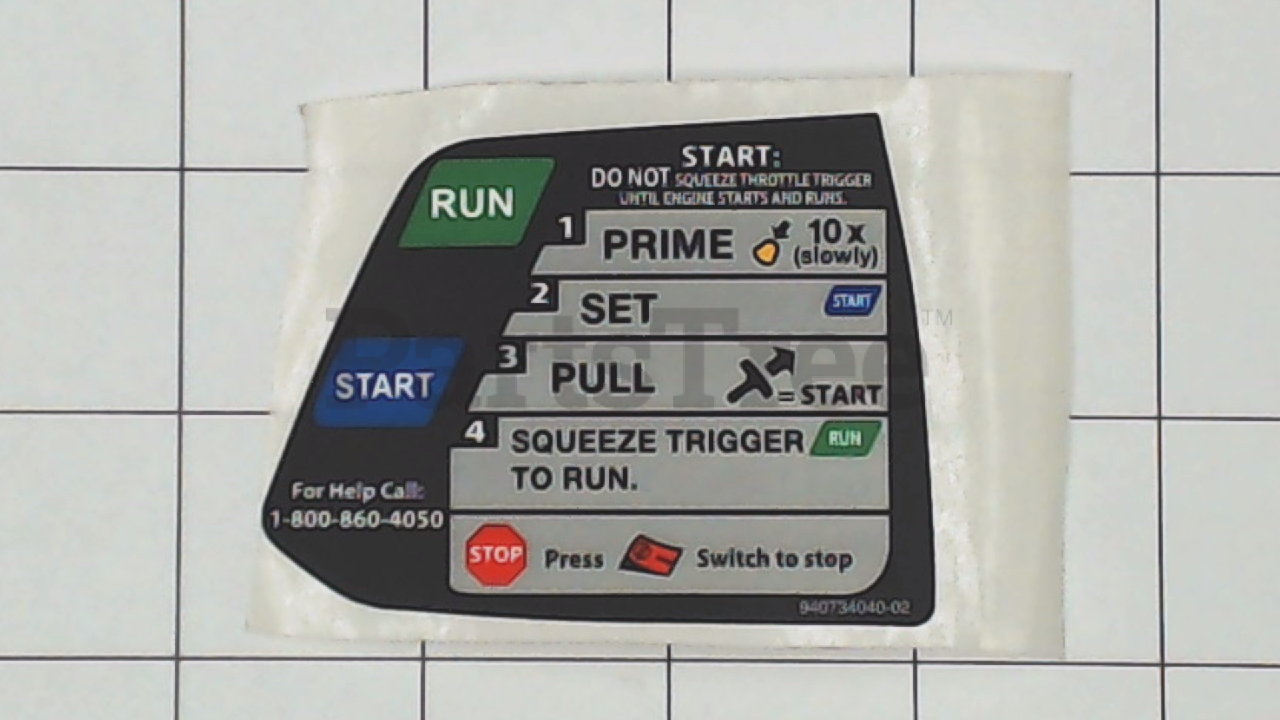 RUN
START:
DO NOT SQUEEZE THROTTLE TRIGGER
UNTIL ENGINE STARTS AND RUNS.
1 PRIME 10 x
(slowly)
2 SET START
3 PULL = START
START
4 SQUEEZE TRIGGER RUN
TO RUN.
For Help Call:
1-800-860-4050
STOP Press Switch to stop
940734040-02
PartsTree™